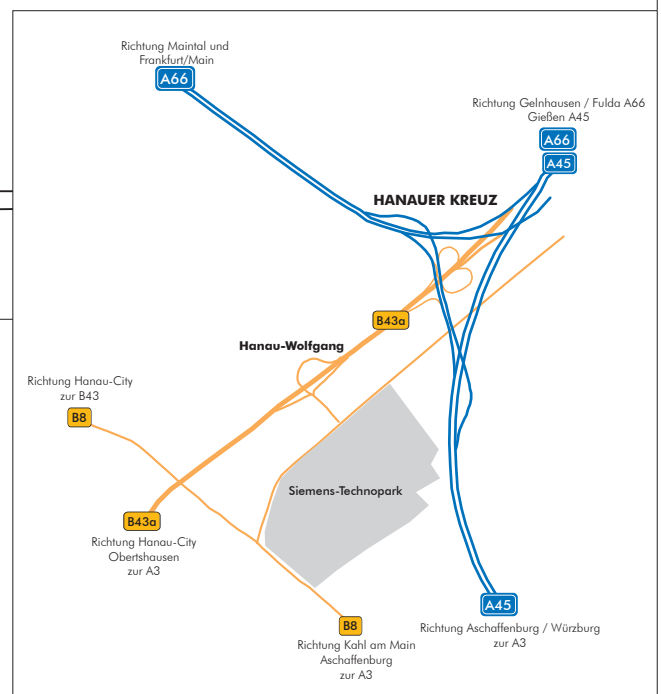 Richtung Maintal und
Frankfurt/Main
A66
Richtung Gelnhausen / Fulda A66
Gießen A45
A66
A45
HANAUER KREUZ
B43a
Hanau-Wolfgang
Richtung Hanau-City
zur B43
B8
Siemens-Technopark
B43a
Richtung Hanau-City
Obertshausen
zur A3
A45
Richtung Aschaffenburg / Würzburg
zur A3
B8
Richtung Kahl am Main
Aschaffenburg
zur A3